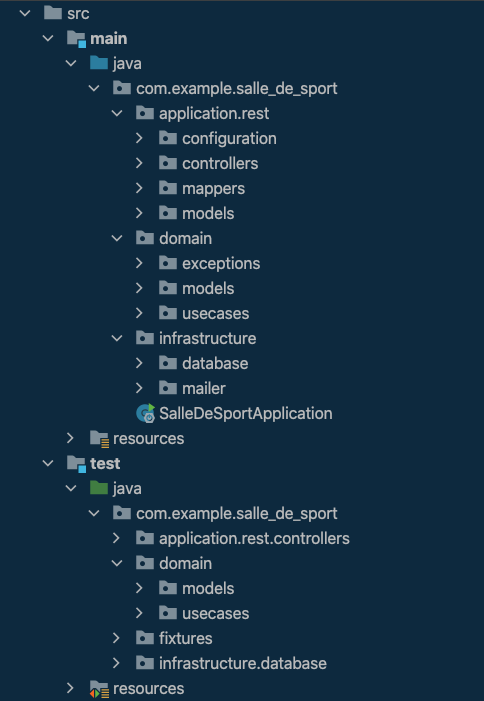 src
main
java
com.example.salle_de_sport
application.rest
configuration
controllers
mappers
models
domain
exceptions
models
usecases
infrastructure
database
mailer
SalleDeSportApplication
resources
test
java
com.example.salle_de_sport
application.rest.controllers
domain
models
usecases
fixtures
infrastructure.database
resources